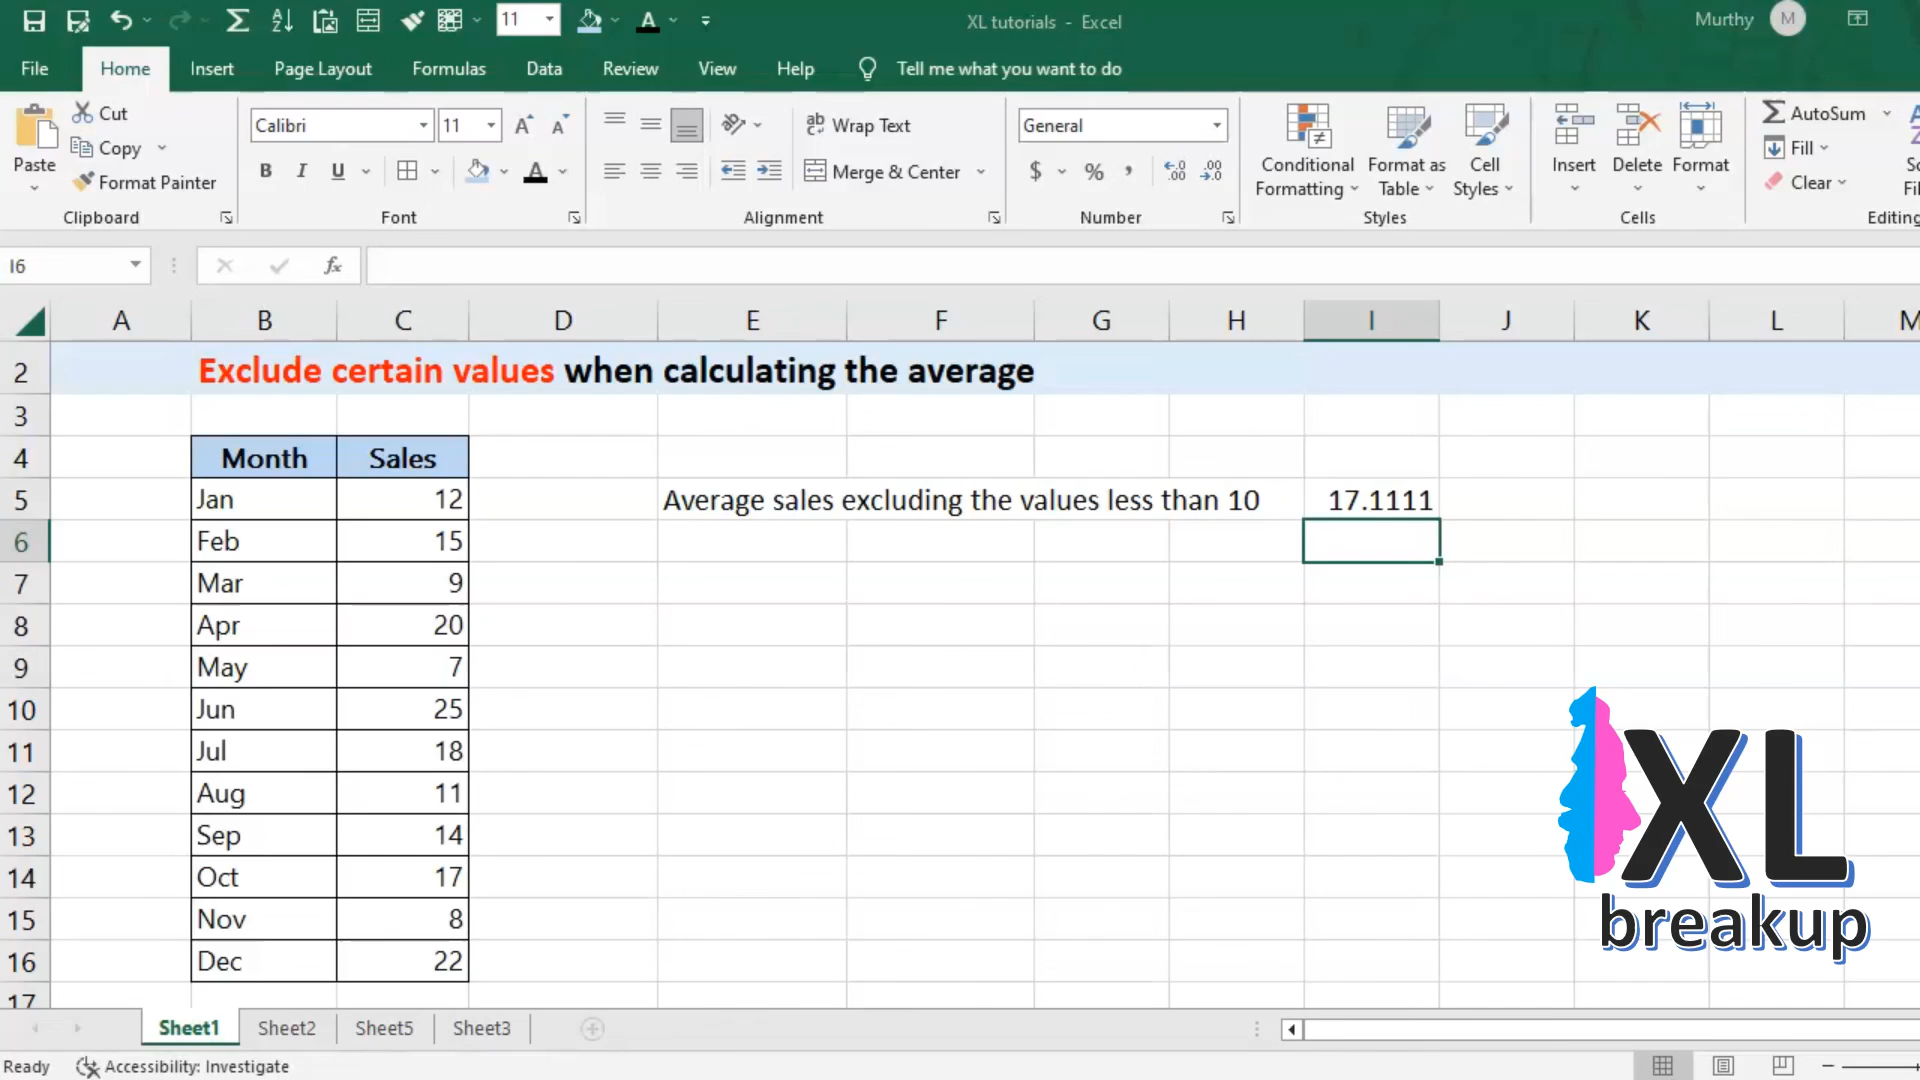 11
XL tutorials - Excel
Murthy M
File Home Insert Page Layout Formulas Data Review View Help Tell me what you want to do
Paste
Cut
Copy
Format Painter
Clipboard
Calibri 11
B I U
Font
Wrap Text
Merge & Center
Alignment
General
$ % ,
Number
Conditional Formatting
Format as Table
Cell Styles
Styles
Insert Delete Format
Cells
AutoSum
Fill
Clear
Editing
I6 fx
A B C D E F G H I J K L M
2 Exclude certain values when calculating the average
3
4 Month Sales
5 Jan 12 Average sales excluding the values less than 10 17.1111
6 Feb 15
7 Mar 9
8 Apr 20
9 May 7
10 Jun 25
11 Jul 18
12 Aug 11
13 Sep 14
14 Oct 17
15 Nov 8
16 Dec 22
17
XL
breakup
Sheet1 Sheet2 Sheet5 Sheet3
Ready Accessibility: Investigate